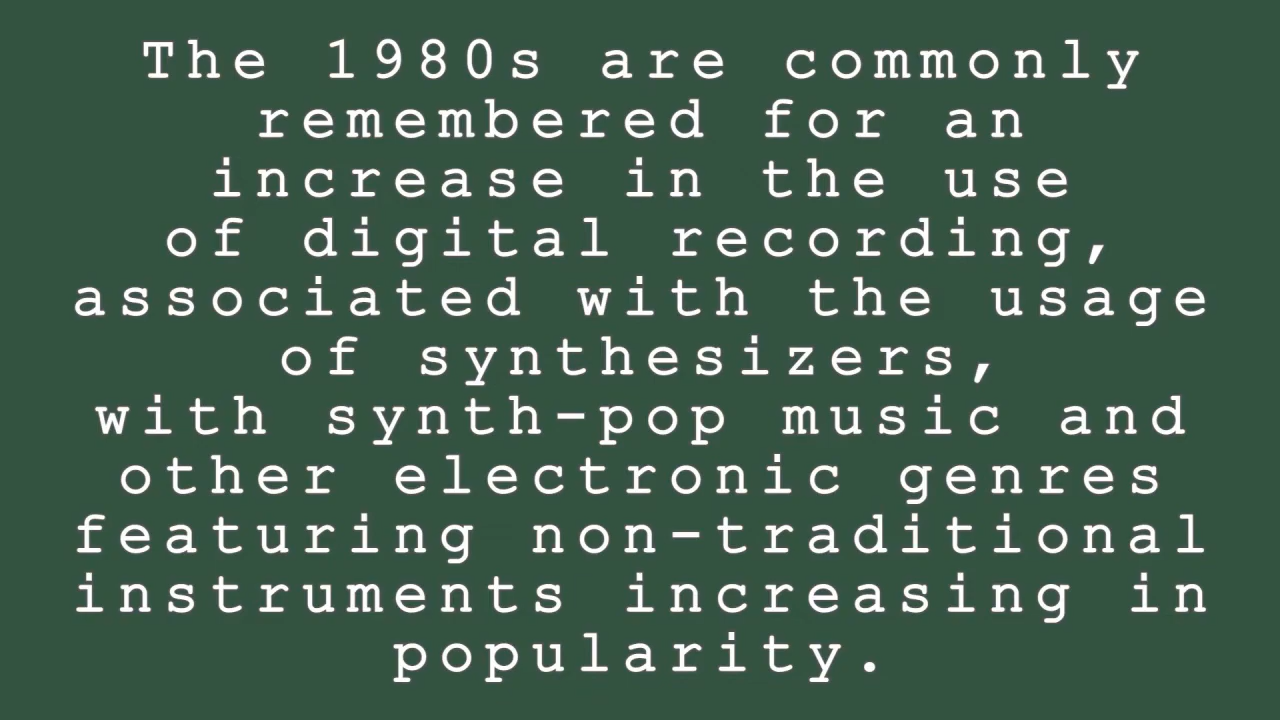 The 1980s are commonly
remembered for an
increase in the use
of digital recording,
associated with the usage
of synthesizers,
with synth-pop music and
other electronic genres
featuring non-traditional
instruments increasing in
popularity.